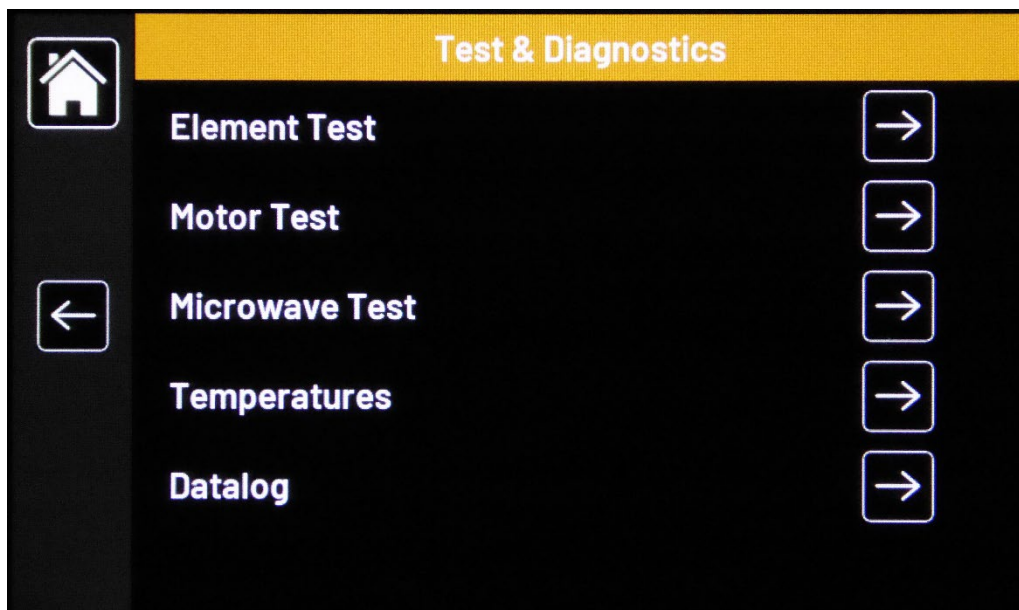 Test & Diagnostics
Element Test
Motor Test
Microwave Test
Temperatures
Datalog